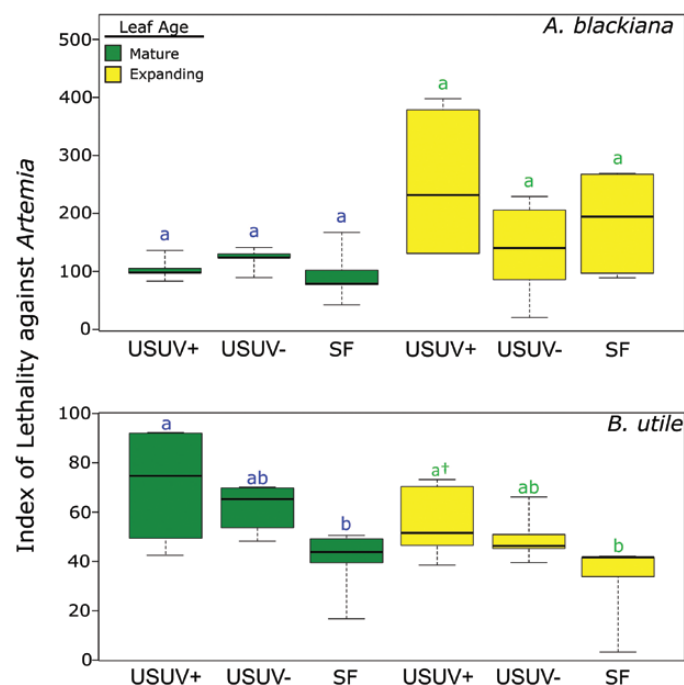 Index of Lethality against Artemia
A. blackiana
Leaf Age
Mature
Expanding
500
400
300
200
100
0
a a a a a a
USUV+ USUV- SF USUV+ USUV- SF
B. utile
100
80
60
40
20
0
a ab b a† ab b
USUV+ USUV- SF USUV+ USUV- SF